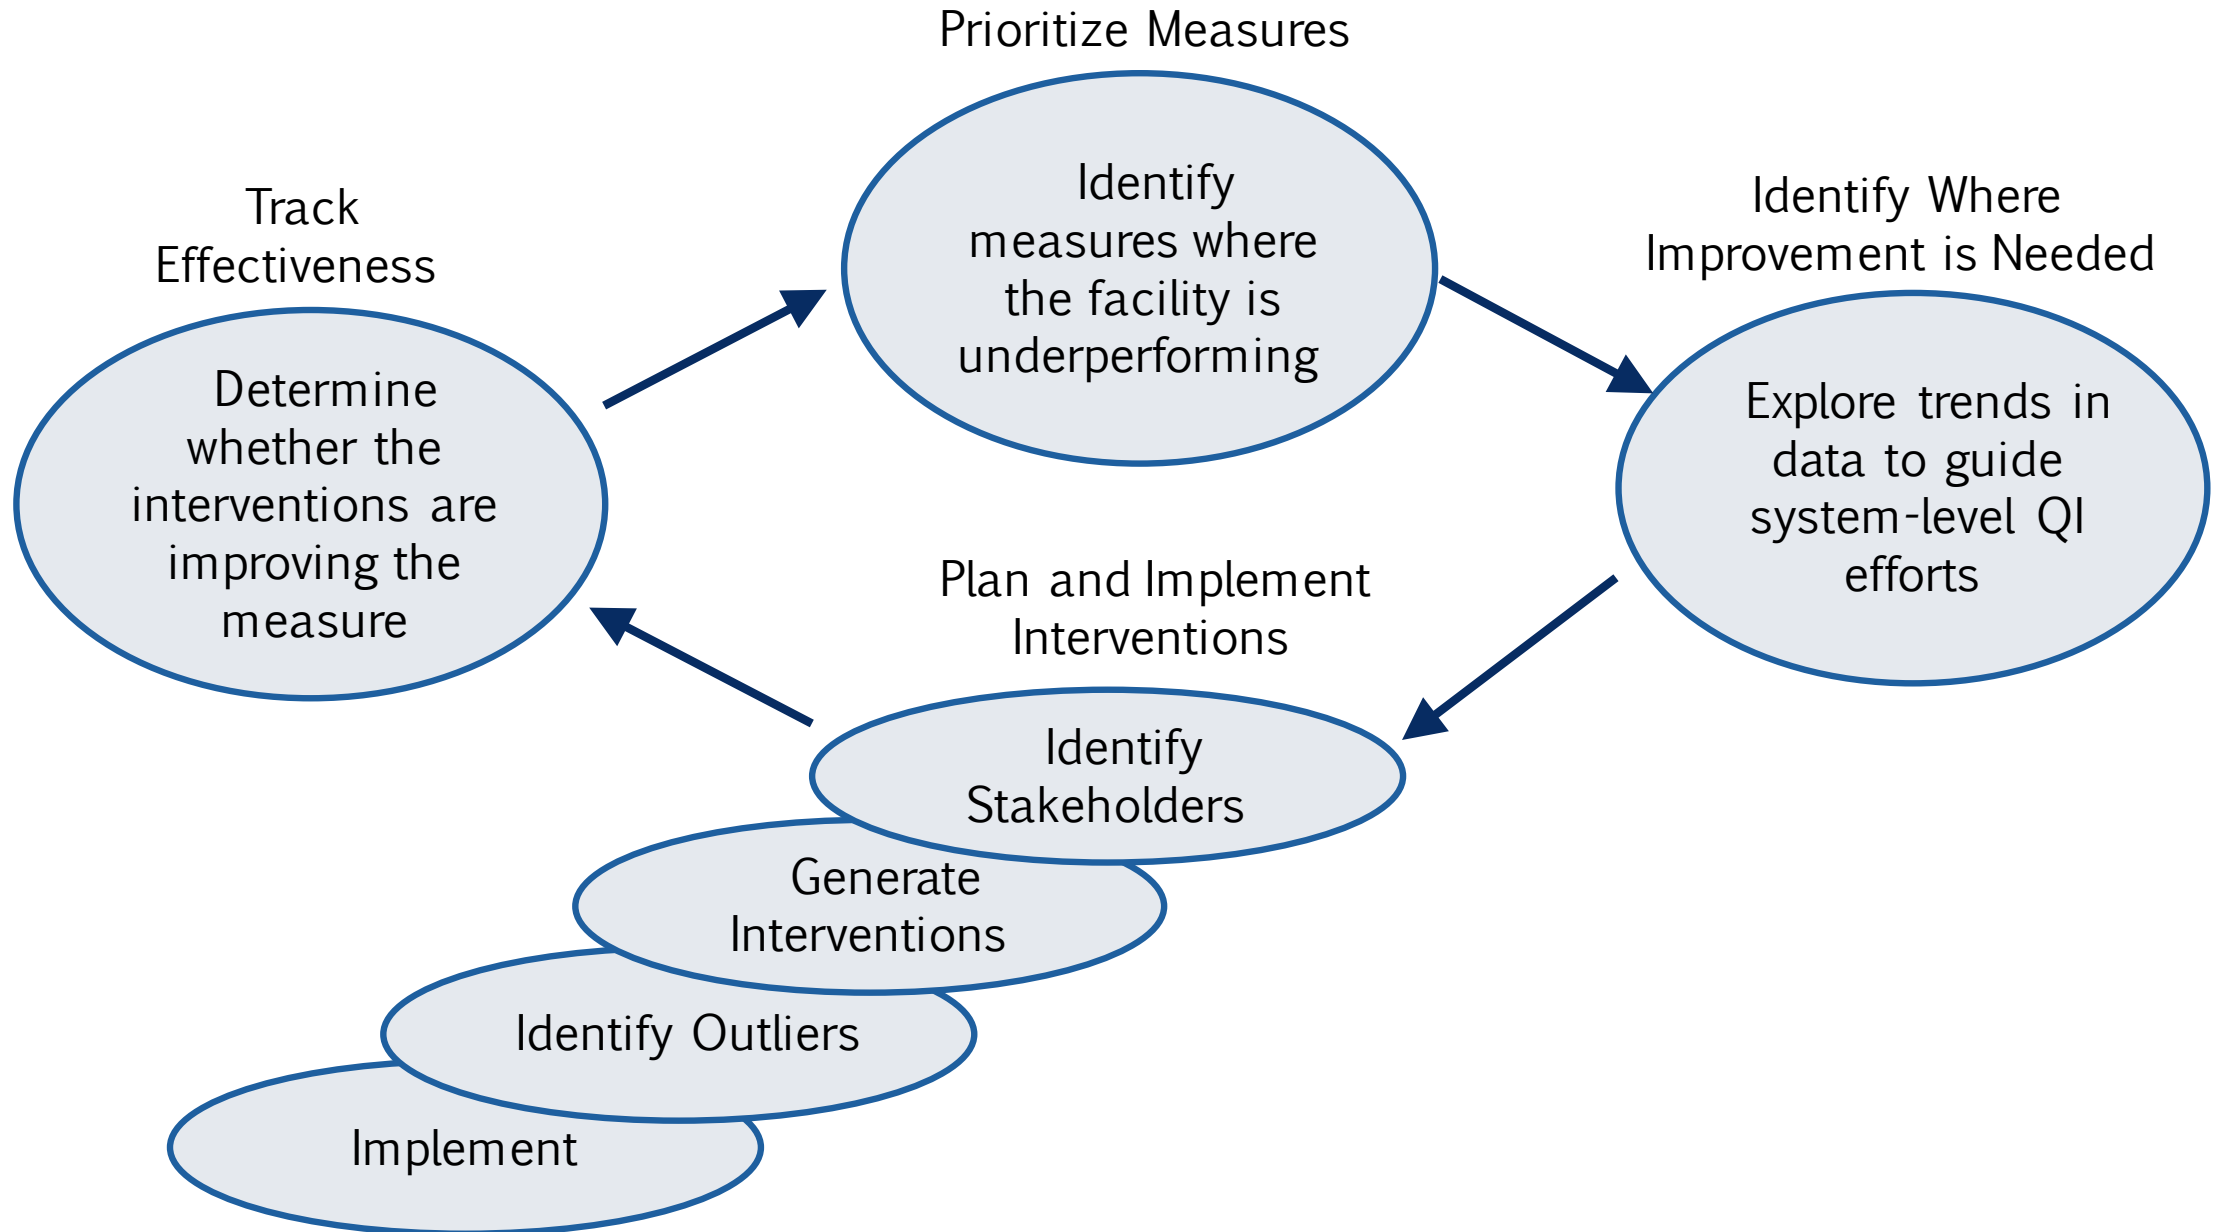 Prioritize Measures
Identify
measures where
the facility is
underperforming
Identify Where
Improvement is Needed
Explore trends in
data to guide
system-level QI
efforts
Plan and Implement
Interventions
Identify
Stakeholders
Generate
Interventions
Identify Outliers
Implement
Track
Effectiveness
Determine
whether the
interventions are
improving the
measure